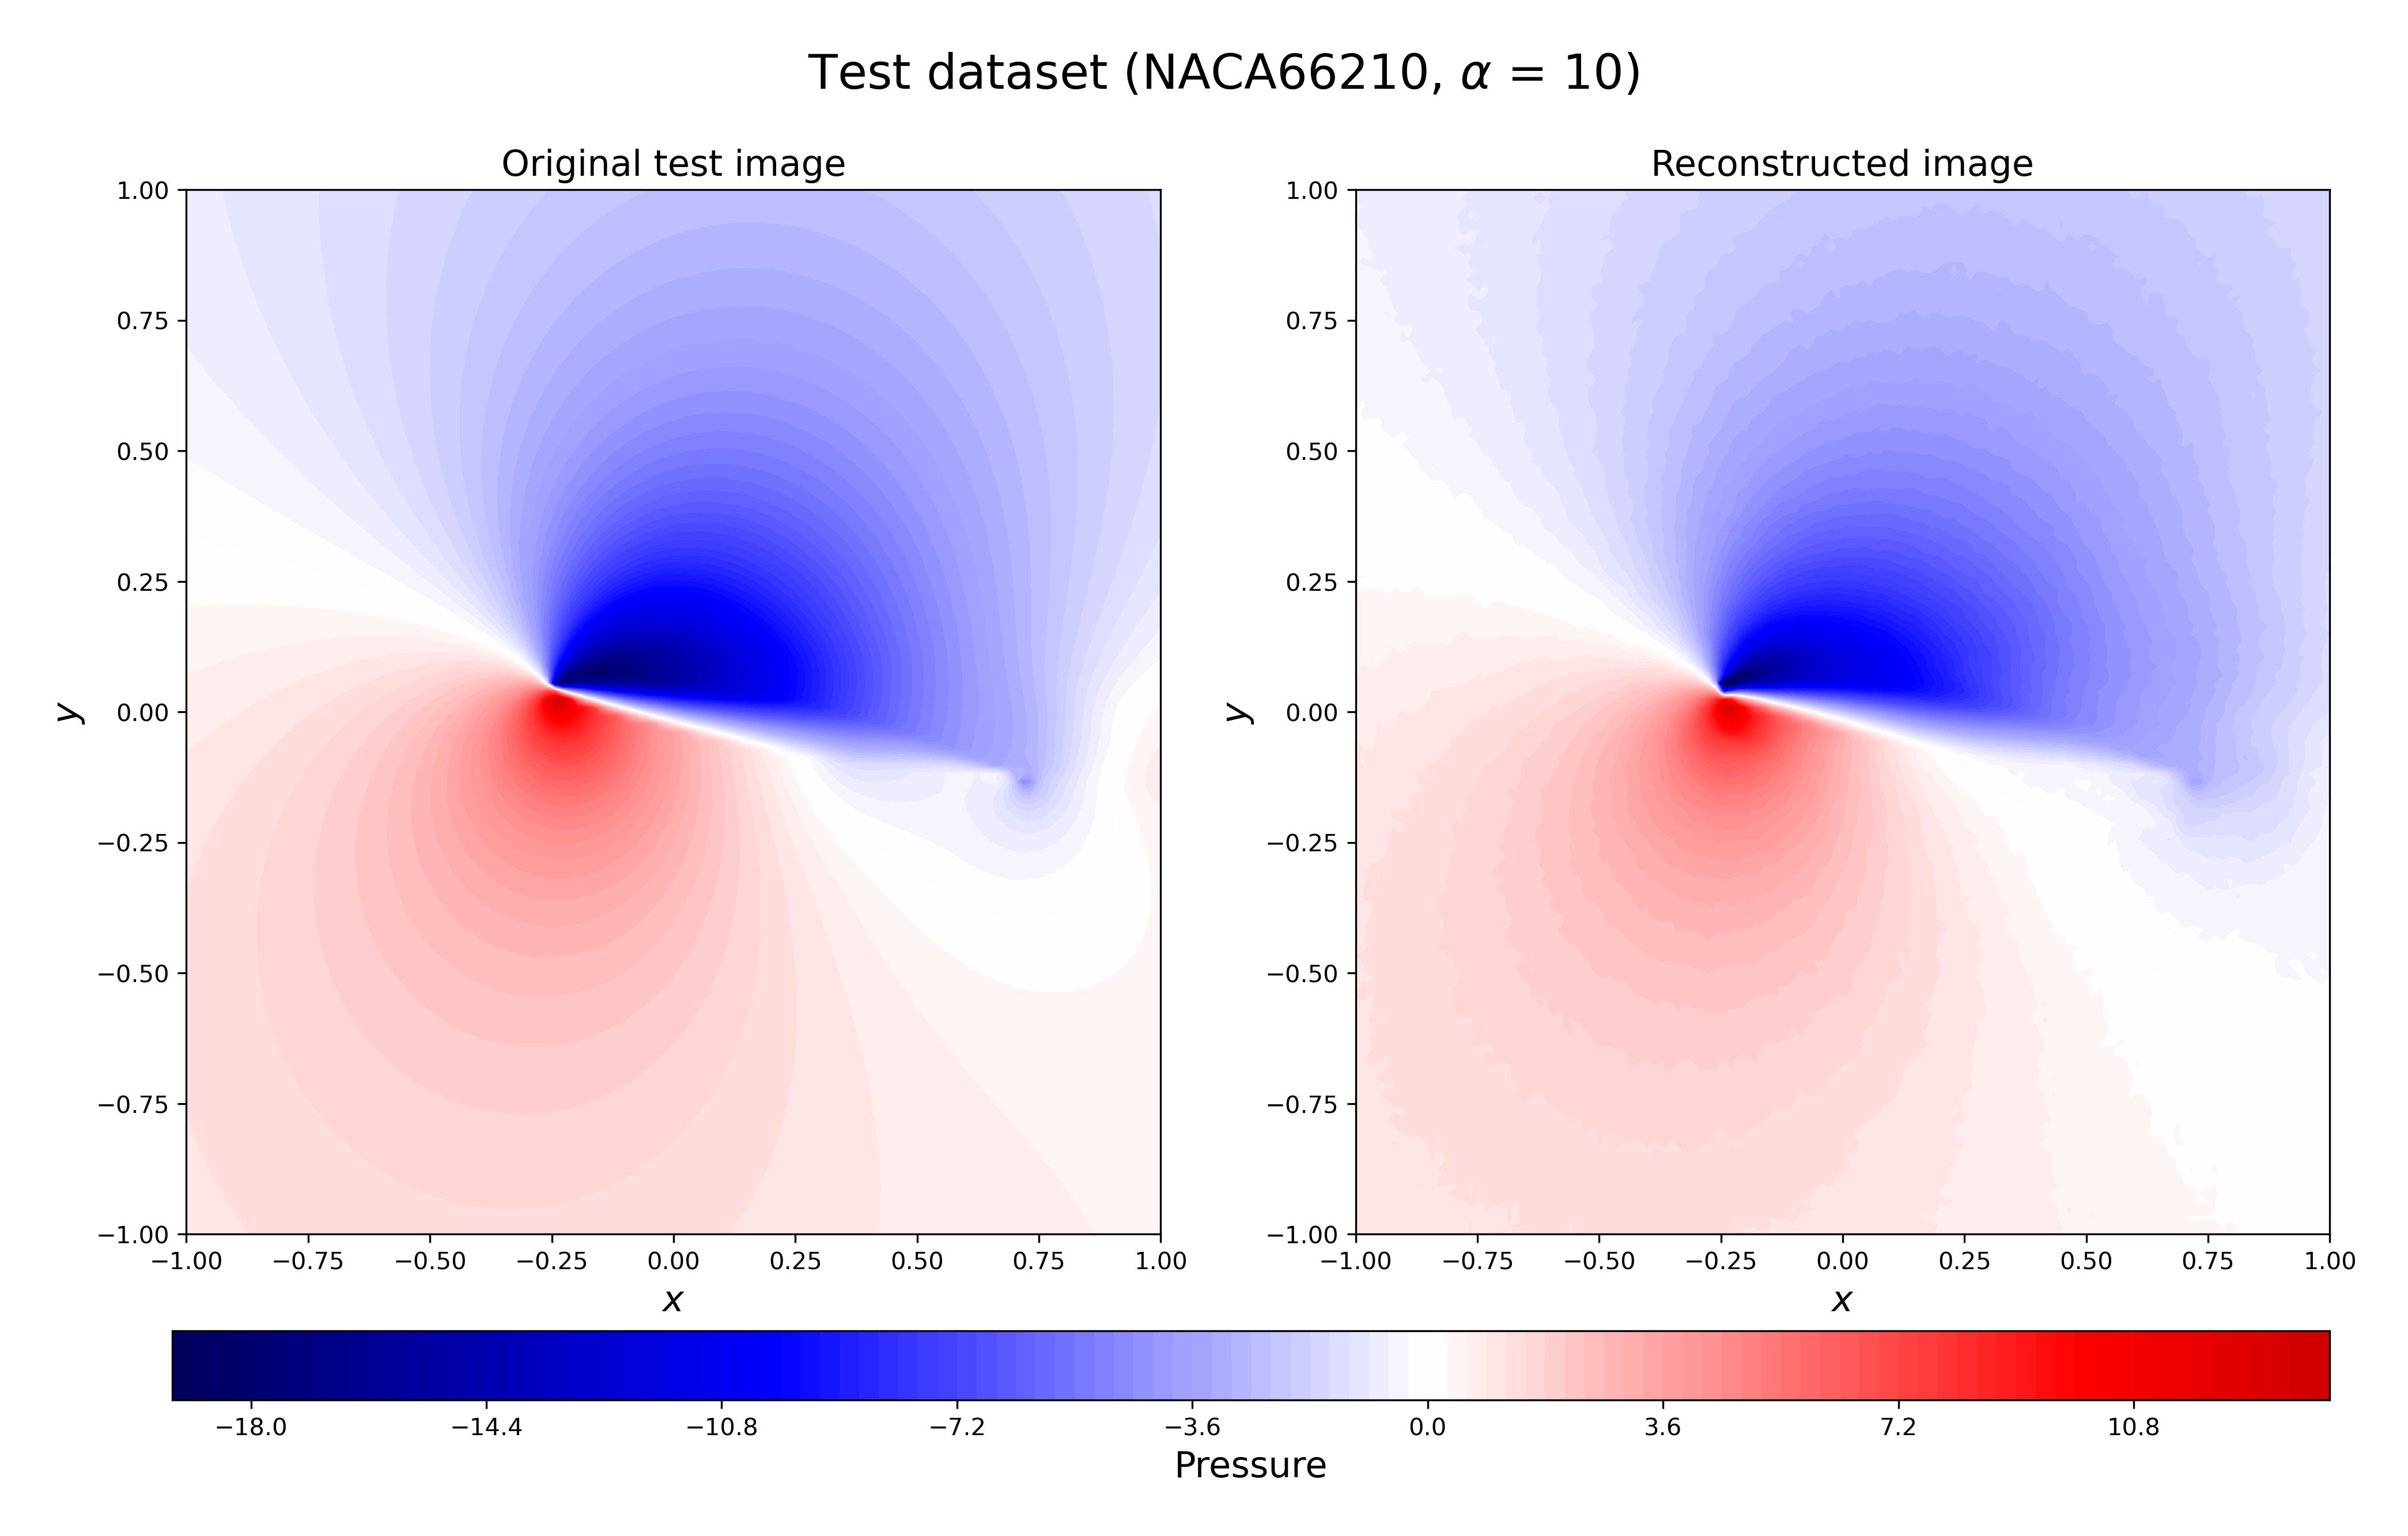 Test dataset (NACA66210, α = 10)
Original test image
Reconstructed image
1.00
0.75
0.50
0.25
0.00
−0.25
−0.50
−0.75
−1.00
y
−1.00 −0.75 −0.50 −0.25 0.00 0.25 0.50 0.75 1.00
x
1.00
0.75
0.50
0.25
0.00
−0.25
−0.50
−0.75
−1.00
y
−1.00 −0.75 −0.50 −0.25 0.00 0.25 0.50 0.75 1.00
x
−18.0 −14.4 −10.8 −7.2 −3.6 0.0 3.6 7.2 10.8
Pressure